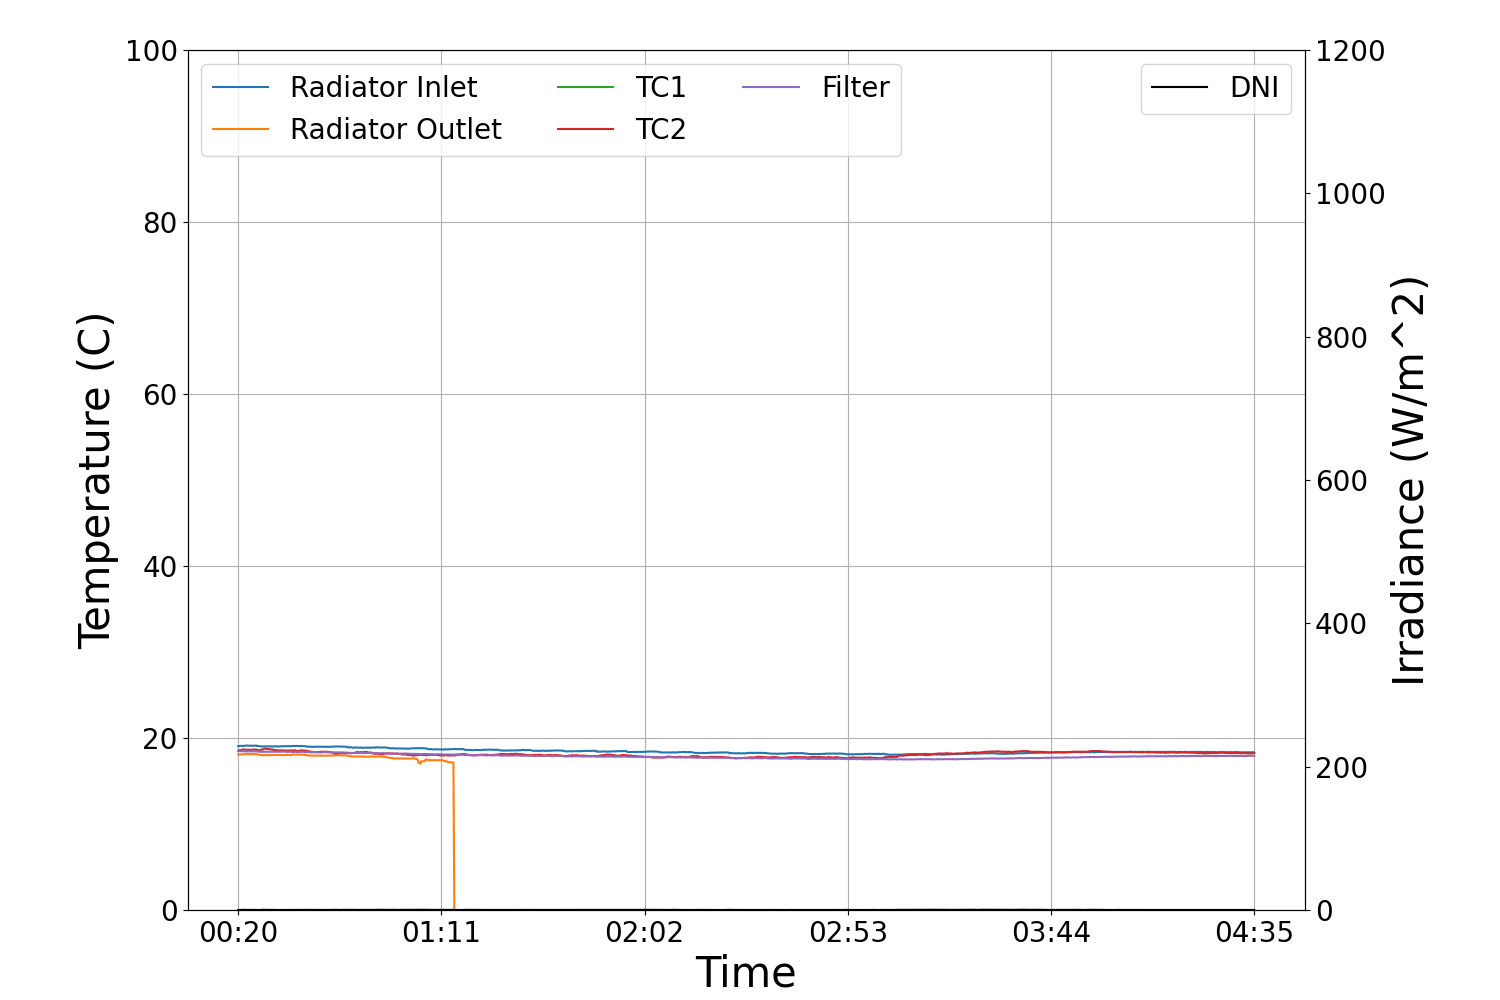 100
80
60
40
20
0
Temperature (C)
Radiator Inlet
Radiator Outlet
TC1
TC2
Filter
DNI
1200
1000
800
600
400
200
0
Irradiance (W/m^2)
00:20 01:11 02:02 02:53 03:44 04:35
Time